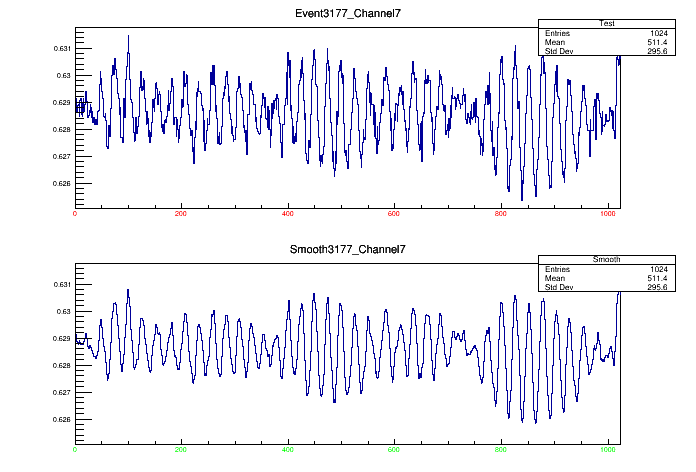 Event3177_Channel7
Test
Entries 1024
Mean 511.4
Std Dev 295.6
0.631
0.63
0.629
0.628
0.627
0.626
0 200 400 600 800 1000
Smooth3177_Channel7
Smooth
Entries 1024
Mean 511.4
Std Dev 295.6
0.631
0.63
0.629
0.628
0.627
0.626
0 200 400 600 800 1000